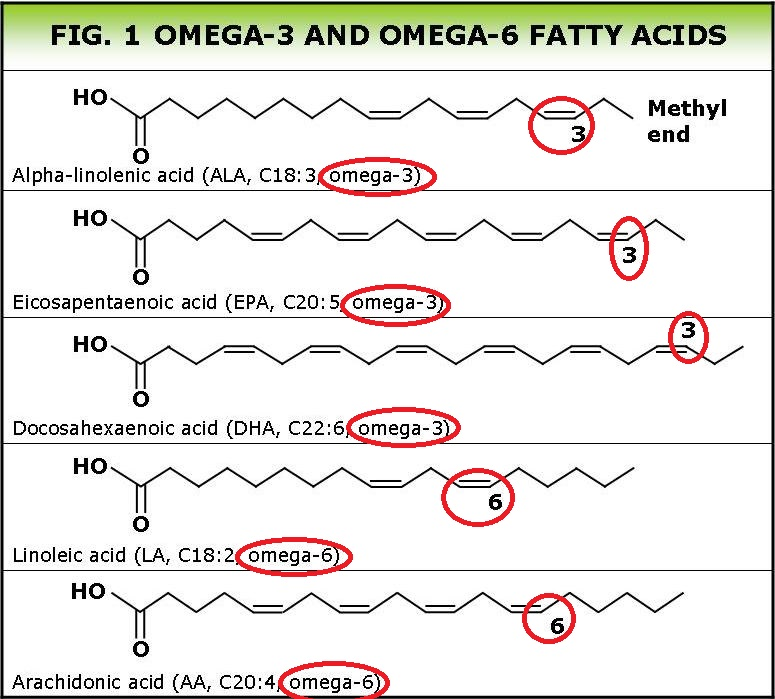 FIG. 1 OMEGA-3 AND OMEGA-6 FATTY ACIDS
HO
O
3
Methyl
end
Alpha-linolenic acid (ALA, C18:3, omega-3)
HO
O
3
Eicosapentaenoic acid (EPA, C20:5, omega-3)
HO
O
3
Docosahexaenoic acid (DHA, C22:6, omega-3)
HO
O
6
Linoleic acid (LA, C18:2, omega-6)
HO
O
6
Arachidonic acid (AA, C20:4, omega-6)